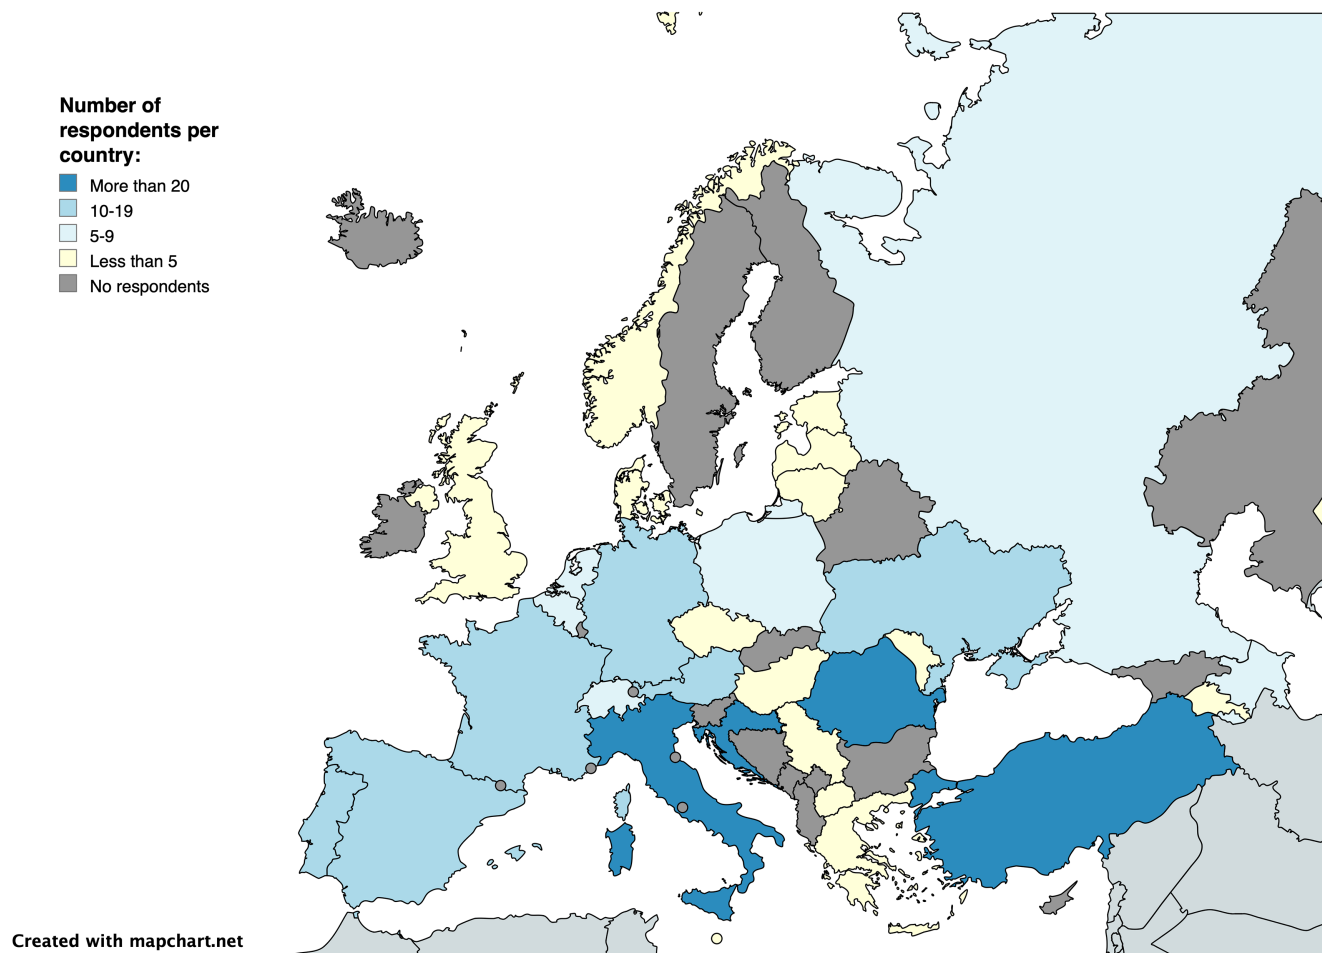 Number of
respondents per
country:
More than 20
10-19
5-9
Less than 5
No respondents
Created with mapchart.net